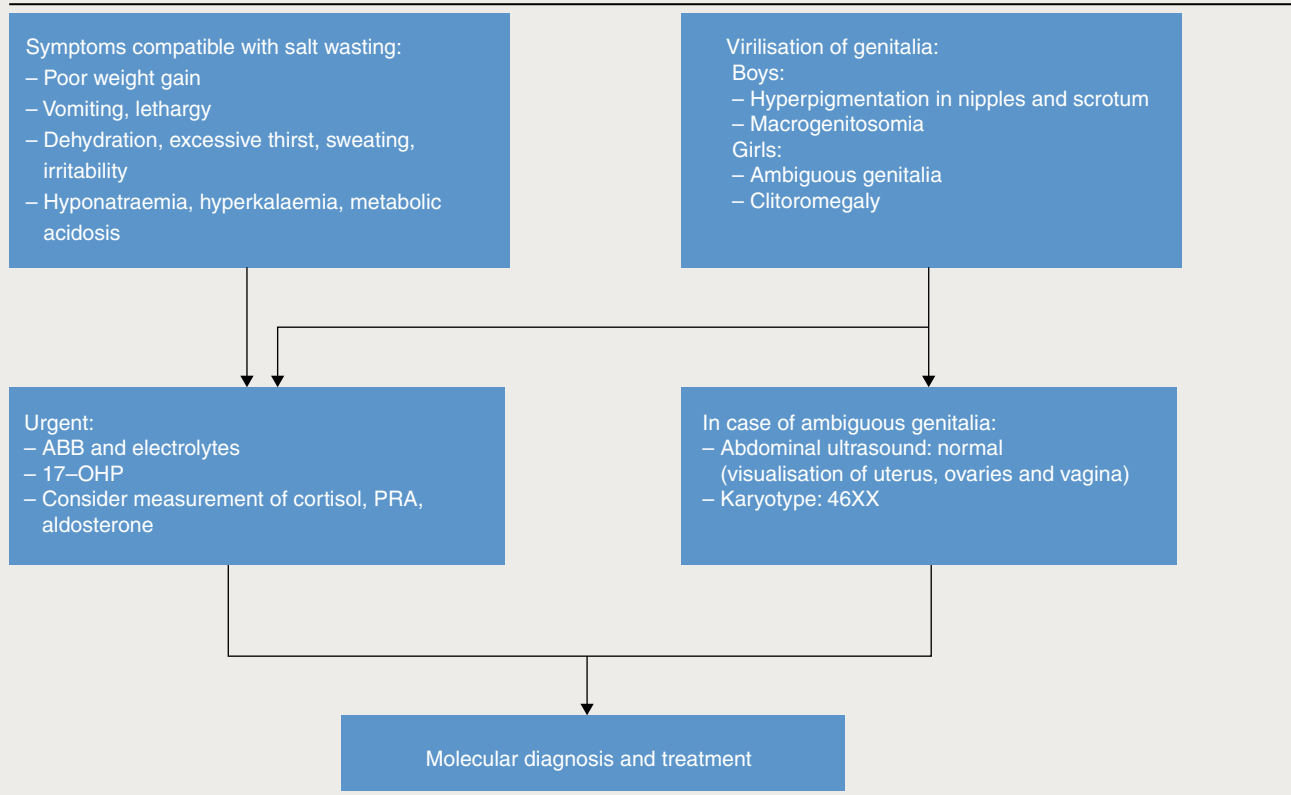 Symptoms compatible with salt wasting:
– Poor weight gain
– Vomiting, lethargy
– Dehydration, excessive thirst, sweating,
irritability
– Hyponatraemia, hyperkalaemia, metabolic
acidosis
Virilisation of genitalia:
Boys:
– Hyperpigmentation in nipples and scrotum
– Macrogenitosomia
Girls:
– Ambiguous genitalia
– Clitoromegaly
Urgent:
– ABB and electrolytes
– 17–OHP
– Consider measurement of cortisol, PRA,
aldosterone
In case of ambiguous genitalia:
– Abdominal ultrasound: normal
(visualisation of uterus, ovaries and vagina)
– Karyotype: 46XX
Molecular diagnosis and treatment